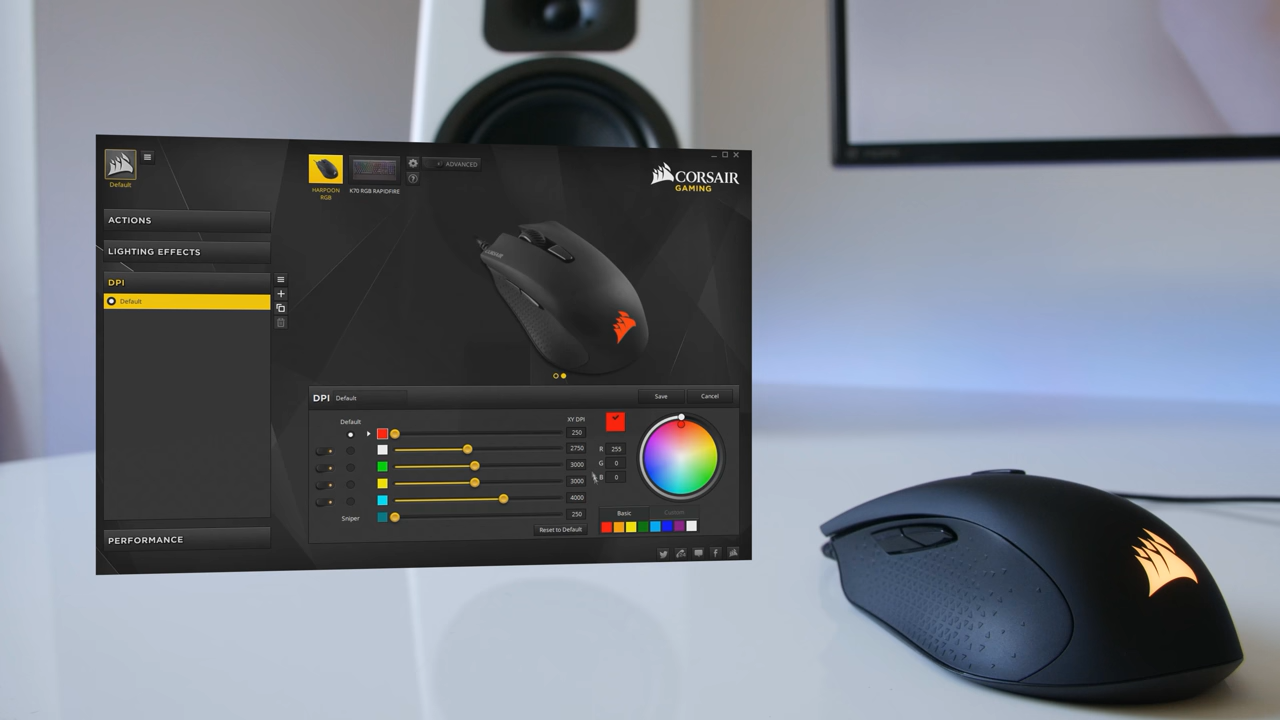 Default
ADVANCED
HARPOON
RGB
K70 RGB RAPIDFIRE
CORSAIR
GAMING
ACTIONS
LIGHTING EFFECTS
DPI
Default
PERFORMANCE
DPI Default
Save
Cancel
Default
XY DPI
250
2750
3000
3000
4000
Sniper
250
Reset to Default
R 255
G 0
B 0
Basic
Custom